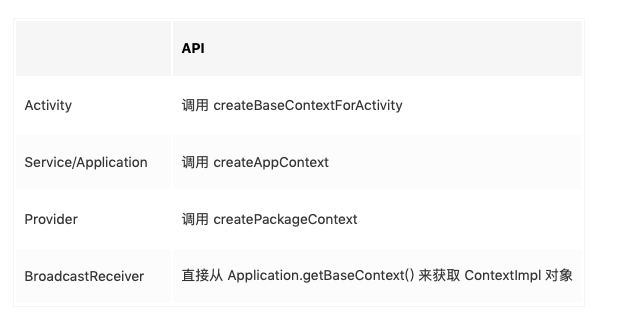 API
Activity 调用 createBaseContextForActivity
Service/Application 调用 createAppContext
Provider 调用 createPackageContext
BroadcastReceiver 直接从 Application.getBaseContext() 来获取 ContextImpl 对象